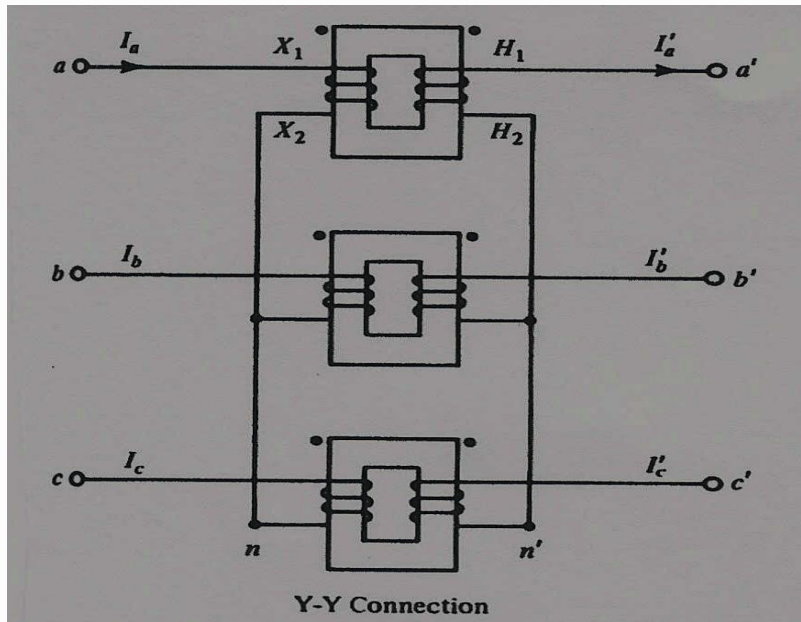 I_a X_1 H_1 I'_a
a a'
X_2 H_2
I_b I'_b
b b'
I_c I'_c
c c'
n n'
Y-Y Connection